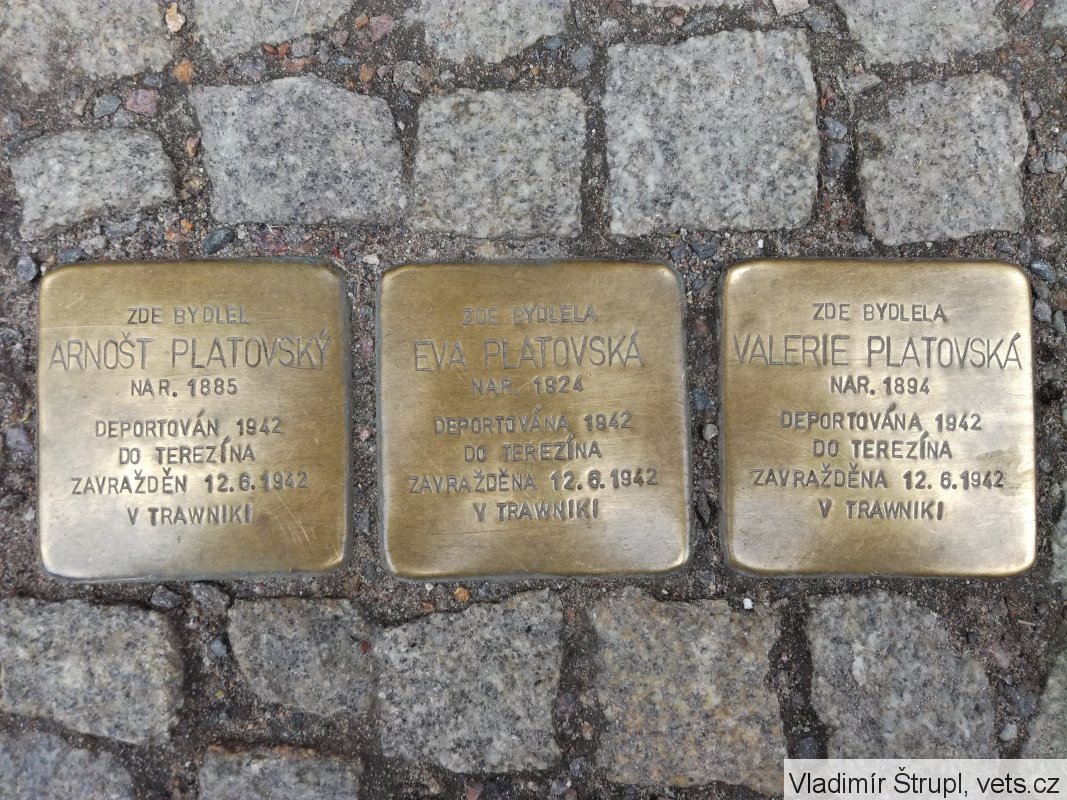 ZDE BYDLEL
ARNOŠT PLATOVSKÝ
NAR. 1885
DEPORTOVÁN 1942
DO TEREZÍNA
ZAVRAŽDĚN 12.6.1942
V TRAWNIKI
ZDE BYDLELA
EVA PLATOVSKÁ
NAR. 1924
DEPORTOVÁNA 1942
DO TEREZÍNA
ZAVRAŽDĚNA 12.6.1942
V TRAWNIKI
ZDE BYDLELA
VALERIE PLATOVSKÁ
NAR. 1894
DEPORTOVÁNA 1942
DO TEREZÍNA
ZAVRAŽDĚNA 12.6.1942
V TRAWNIKI
Vladimír Štrupl, vets.cz